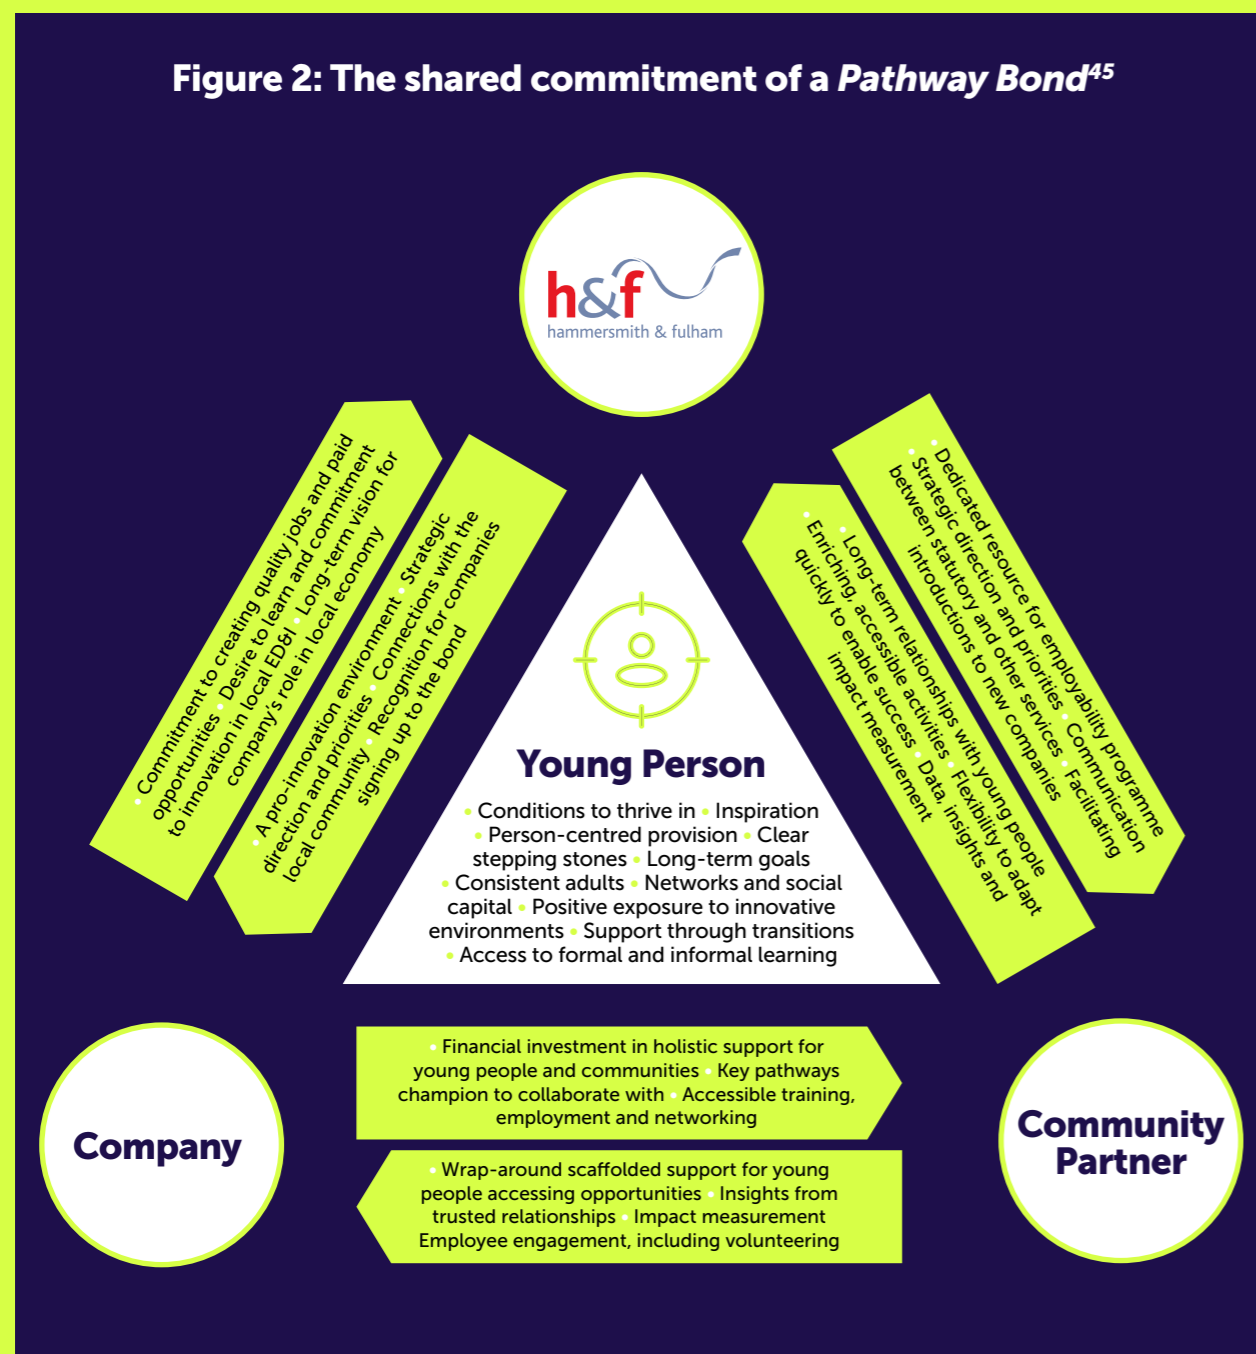 Figure 2: The shared commitment of a Pathway Bond45
h&f
hammersmith & fulham
• Commitment to creating quality jobs and paid
opportunities • Desire to learn and commitment
to innovation in local ED&I • Long-term vision for
company's role in local economy
• A pro-innovation environment • Strategic
direction and priorities • Connections with the
local community • Recognition for companies
signing up to the bond
• Dedicated resource for employability programme
• Strategic direction and priorities • Communication
between statutory and other services • Facilitating
introductions to new companies
• Long-term relationships with young people
• Enriching, accessible activities • Flexibility to adapt
quickly to enable success • Data, insights and
impact measurement
Young Person
• Conditions to thrive in • Inspiration
• Person-centred provision • Clear
stepping stones • Long-term goals
• Consistent adults • Networks and social
capital • Positive exposure to innovative
environments • Support through transitions
• Access to formal and informal learning
Company
• Financial investment in holistic support for
young people and communities • Key pathways
champion to collaborate with • Accessible training,
employment and networking
• Wrap-around scaffolded support for young
people accessing opportunities • Insights from
trusted relationships • Impact measurement
Employee engagement, including volunteering
Community
Partner